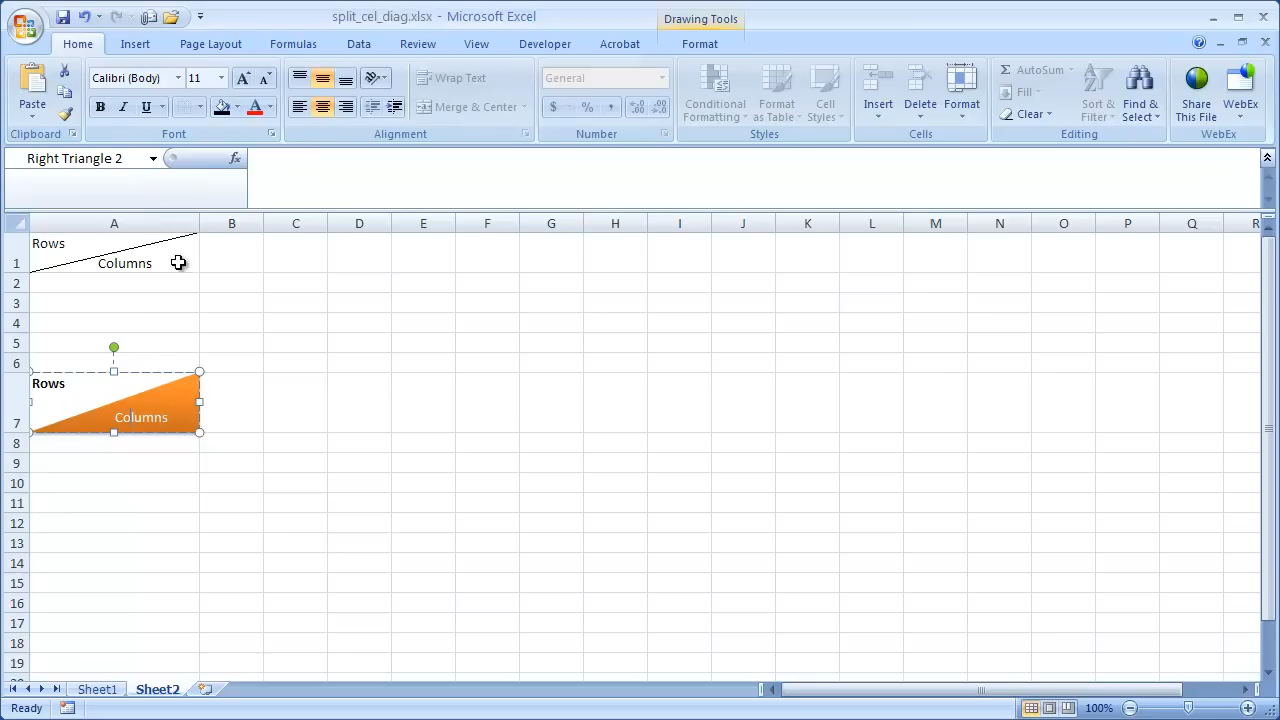 split_cel_diag.xlsx - Microsoft Excel
Drawing Tools
Home Insert Page Layout Formulas Data Review View Developer Acrobat Format
Calibri (Body) 11
Wrap Text
General
AutoSum
Paste
B I U
A A
Merge & Center
$ % ,
Conditional Formatting
Format as Table
Cell Styles
Insert Delete Format
Fill
Clear
Sort & Filter
Find & Select
Share This File
WebEx
Clipboard Font Alignment Number Styles Cells Editing WebEx
Right Triangle 2
fx
A B C D E F G H I J K L M N O P Q R
Rows
1
Columns
2
3
4
5
6
Rows
Columns
7
8
9
10
11
12
13
14
15
16
17
18
19
Sheet1 Sheet2
Ready
100%